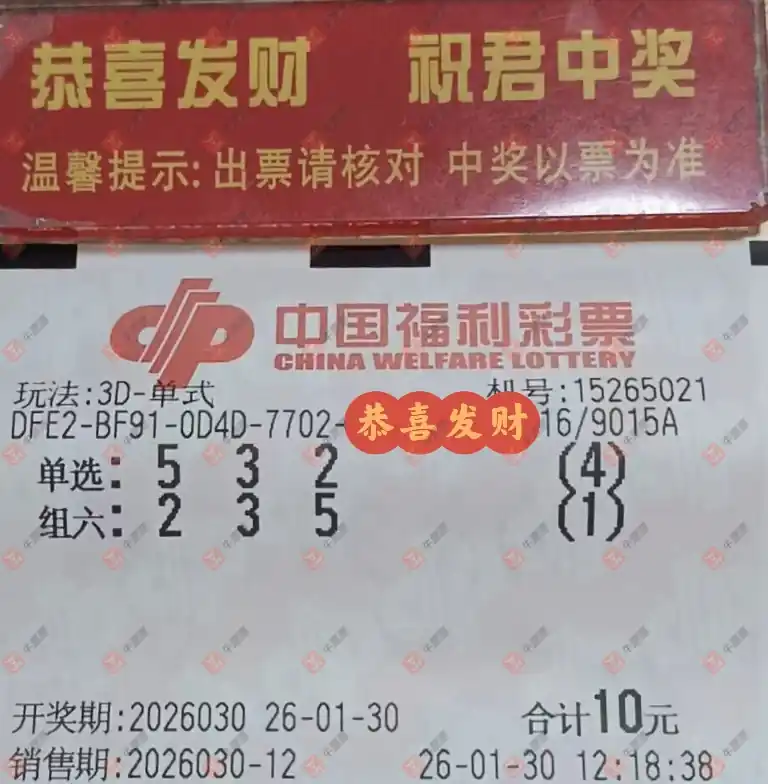 恭喜发财 祝君中奖
温馨提示:出票请核对 中奖以票为准
中国福利彩票
CHINA WELFARE LOTTERY
玩法:3D-单式 机号:15265021
DFE2-BF91-0D4D-7702- 恭喜发财 16/9015A
单选: 5 3 2 (4)
组六: 2 3 5 (1)
开奖期:2026030 26-01-30 合计10元
销售期:2026030-12 26-01-30 12:18:38